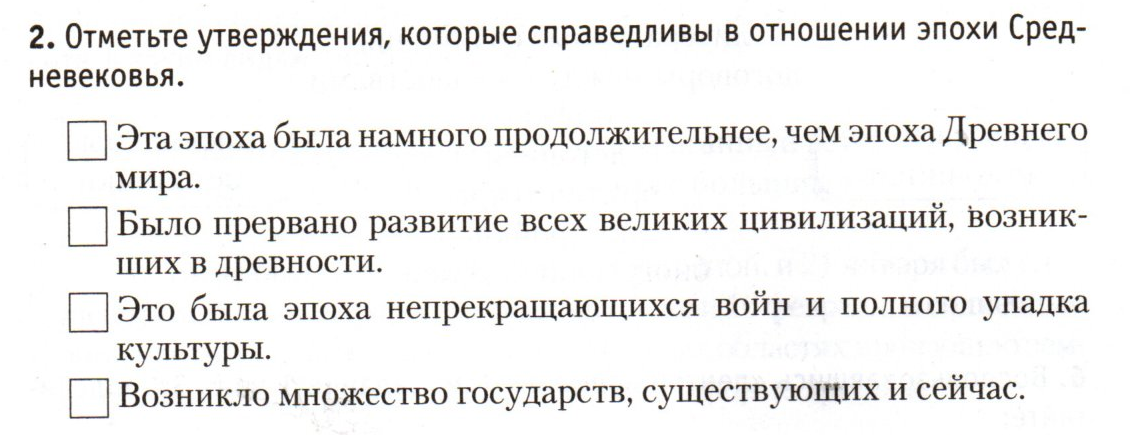 2. Отметьте утверждения, которые справедливы в отношении эпохи Сред-
невековья.
Эта эпоха была намного продолжительнее, чем эпоха Древнего
мира.
Было прервано развитие всех великих цивилизаций, возник-
ших в древности.
Это была эпоха непрекращающихся войн и полного упадка
культуры.
Возникло множество государств, существующих и сейчас.